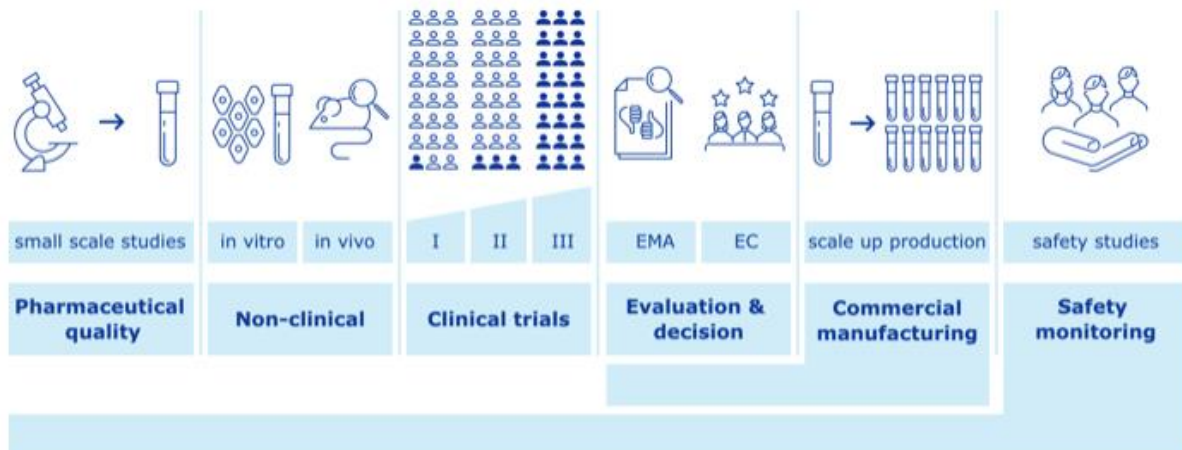 small scale studies
in vitro
in vivo
I
II
III
EMA
EC
scale up production
safety studies
Pharmaceutical
quality
Non-clinical
Clinical trials
Evaluation &
decision
Commercial
manufacturing
Safety
monitoring